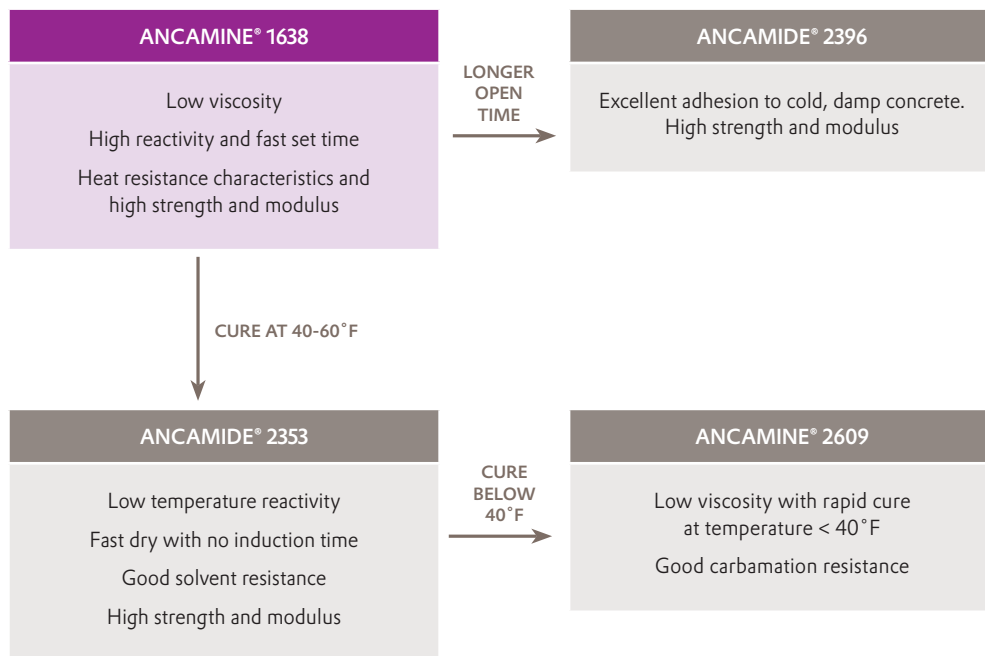 ANCAMINE® 1638
Low viscosity
High reactivity and fast set time
Heat resistance characteristics and
high strength and modulus
LONGER
OPEN
TIME
ANCAMIDE® 2396
Excellent adhesion to cold, damp concrete.
High strength and modulus
CURE AT 40-60˚F
ANCAMIDE® 2353
Low temperature reactivity
Fast dry with no induction time
Good solvent resistance
High strength and modulus
CURE
BELOW
40˚F
ANCAMINE® 2609
Low viscosity with rapid cure
at temperature < 40˚F
Good carbamation resistance